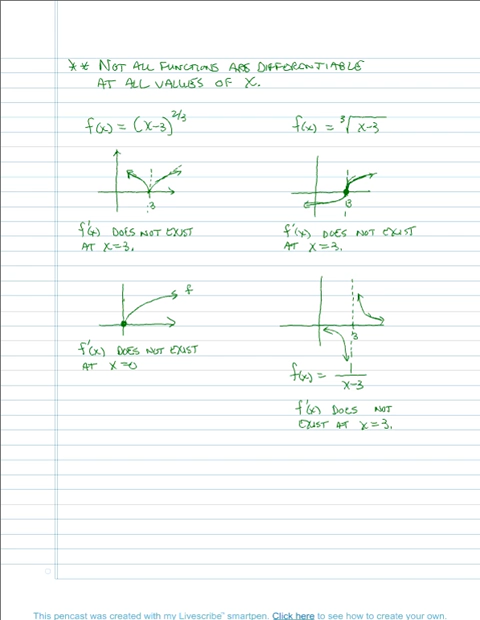 ** NOT ALL FUNCTIONS ARE DIFFERENTIABLE
AT ALL VALUES OF X.
f(x) = (x-3)^2/3
3
f'(x) DOES NOT EXIST
AT X=3.
f(x) = ³√x-3
3
f'(x) DOES NOT EXIST
AT X=3.
f
f'(x) DOES NOT EXIST
AT X=0
3
f(x) = 1/x-3
f'(x) DOES NOT
EXIST AT X=3.
This pencast was created with my Livescribe™ smartpen. Click here to see how to create your own.